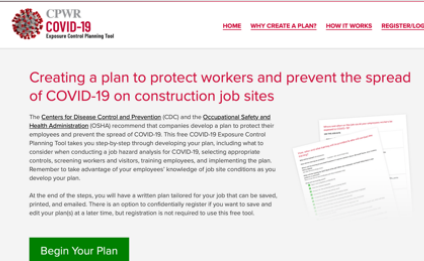 CPWR
COVID-19
Exposure Control Planning Tool
HOME WHY CREATE A PLAN? HOW IT WORKS REGISTER/LOG
Creating a plan to protect workers and prevent the spread
of COVID-19 on construction job sites
The Centers for Disease Control and Prevention (CDC) and the Occupational Safety and
Health Administration (OSHA) recommend that companies develop a plan to protect their
employees and prevent the spread of COVID-19. This free COVID-19 Exposure Control
Planning Tool takes you step-by-step through developing your plan, including what to
consider when conducting a job hazard analysis for COVID-19, selecting appropriate
controls, screening workers and visitors, training employees, and implementing the plan.
Remember to take advantage of your employees' knowledge of job site conditions as you
develop your plan.
At the end of the steps, you will have a written plan tailored for your job that can be saved,
printed, and emailed. There is an option to confidentially register if you want to save and
edit your plan(s) at a later time, but registration is not required to use this free tool.
Begin Your Plan